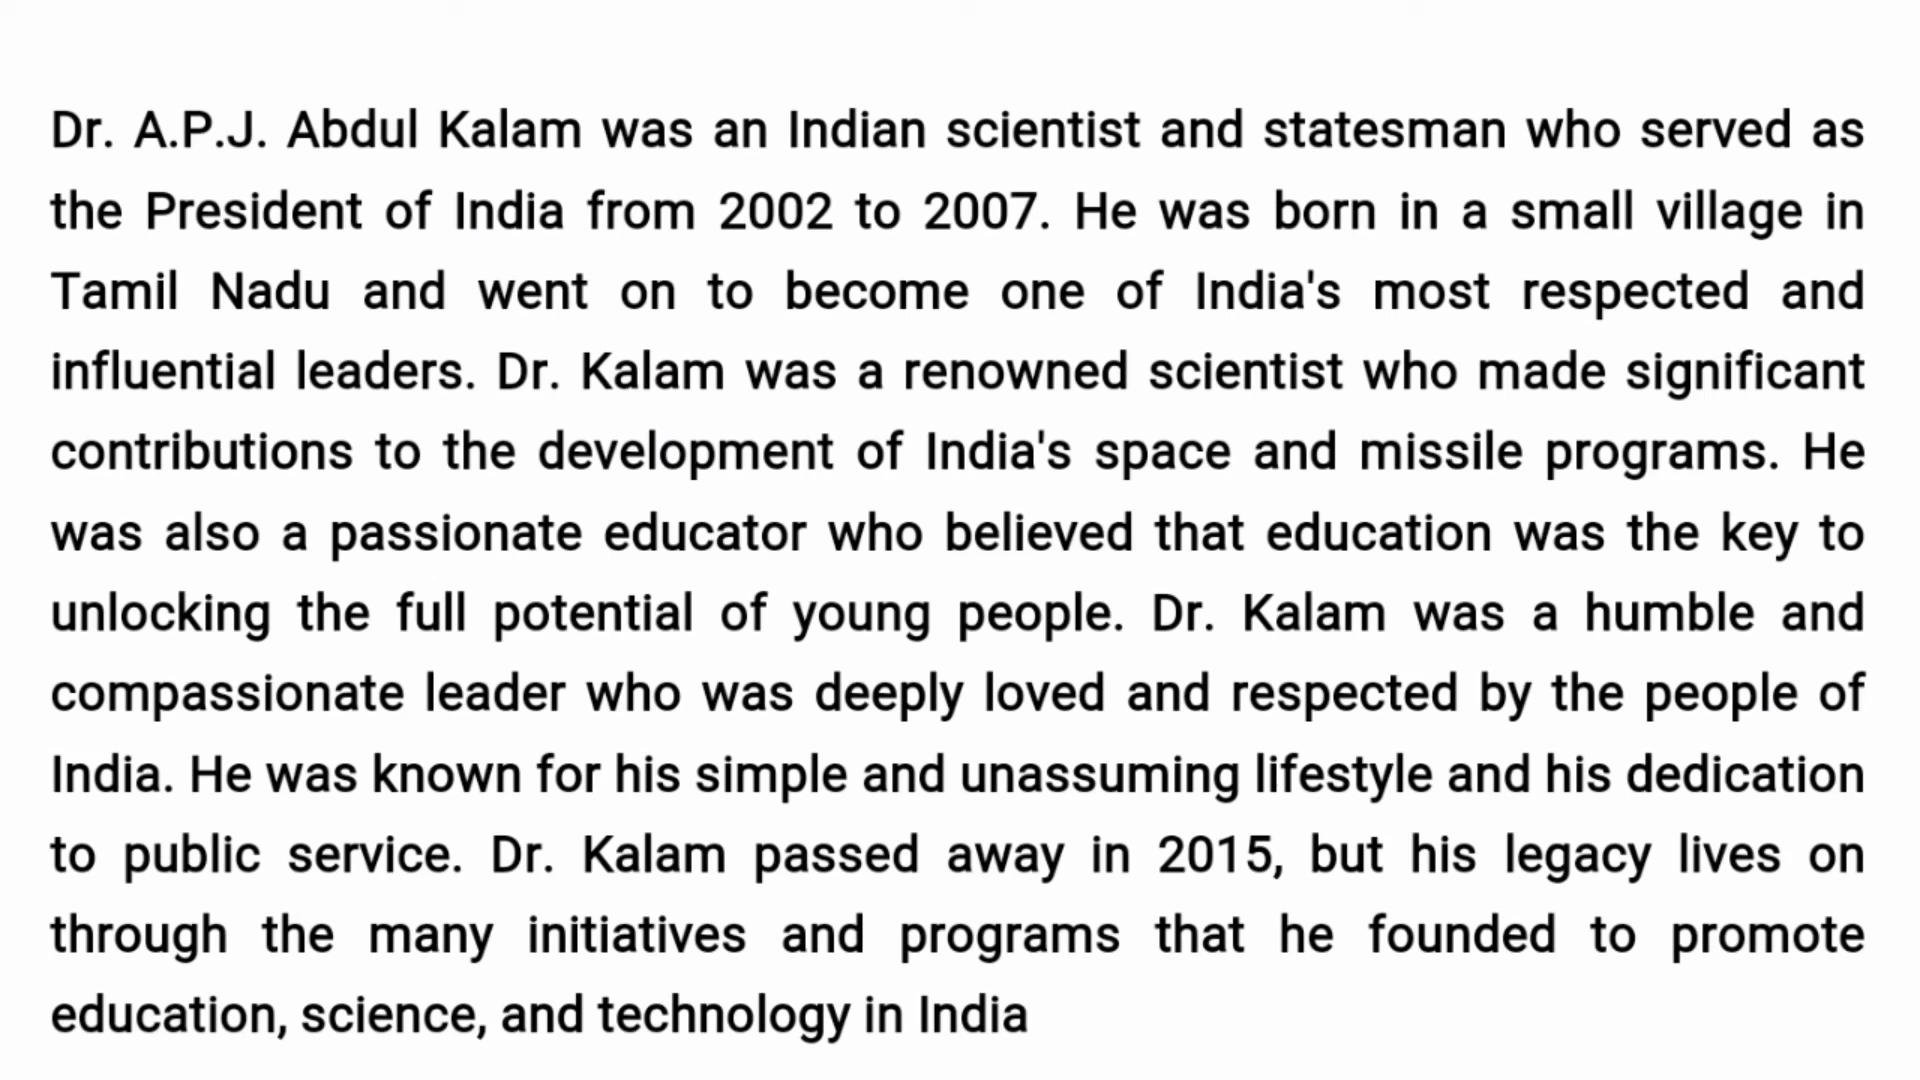 Dr. A.P.J. Abdul Kalam was an Indian scientist and statesman who served as
the President of India from 2002 to 2007. He was born in a small village in
Tamil Nadu and went on to become one of India's most respected and
influential leaders. Dr. Kalam was a renowned scientist who made significant
contributions to the development of India's space and missile programs. He
was also a passionate educator who believed that education was the key to
unlocking the full potential of young people. Dr. Kalam was a humble and
compassionate leader who was deeply loved and respected by the people of
India. He was known for his simple and unassuming lifestyle and his dedication
to public service. Dr. Kalam passed away in 2015, but his legacy lives on
through the many initiatives and programs that he founded to promote
education, science, and technology in India